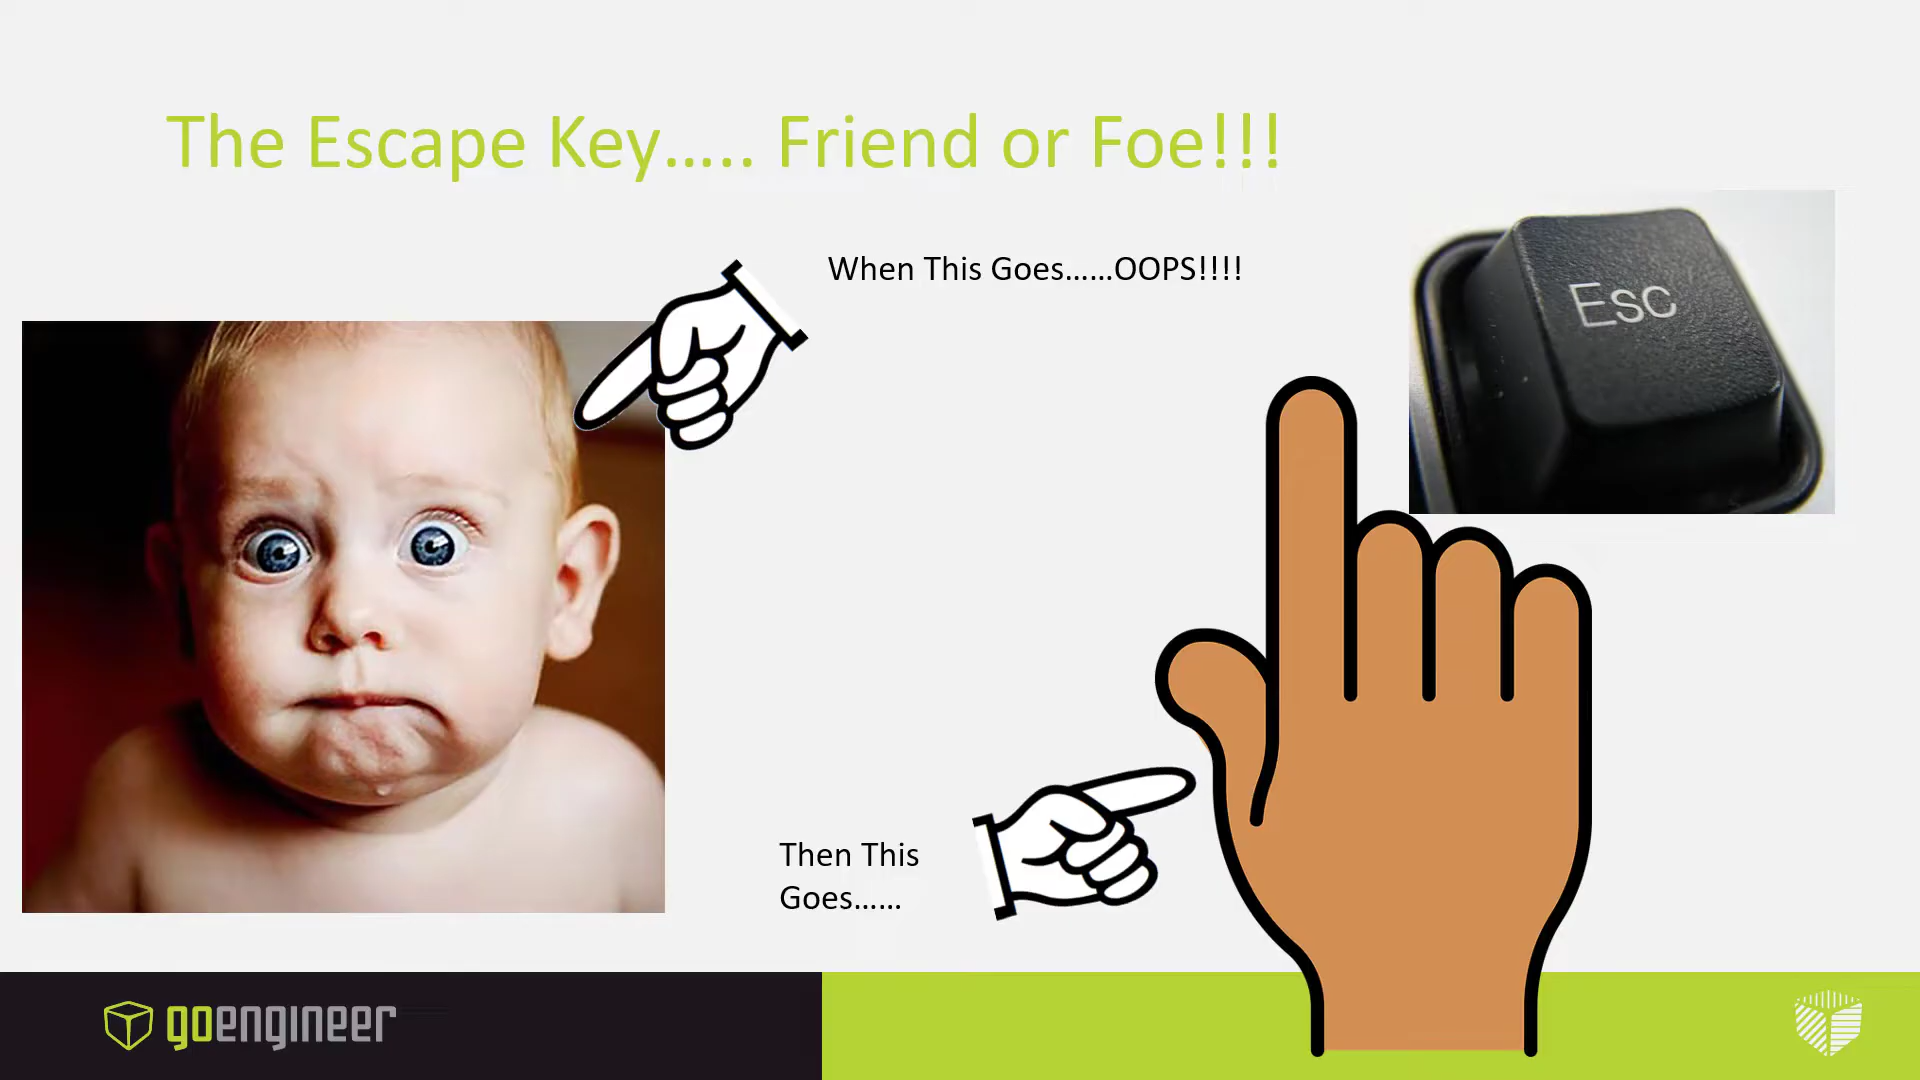 The Escape Key..... Friend or Foe!!!
When This Goes......OOPS!!!!
Esc
Then This
Goes......
goengineer